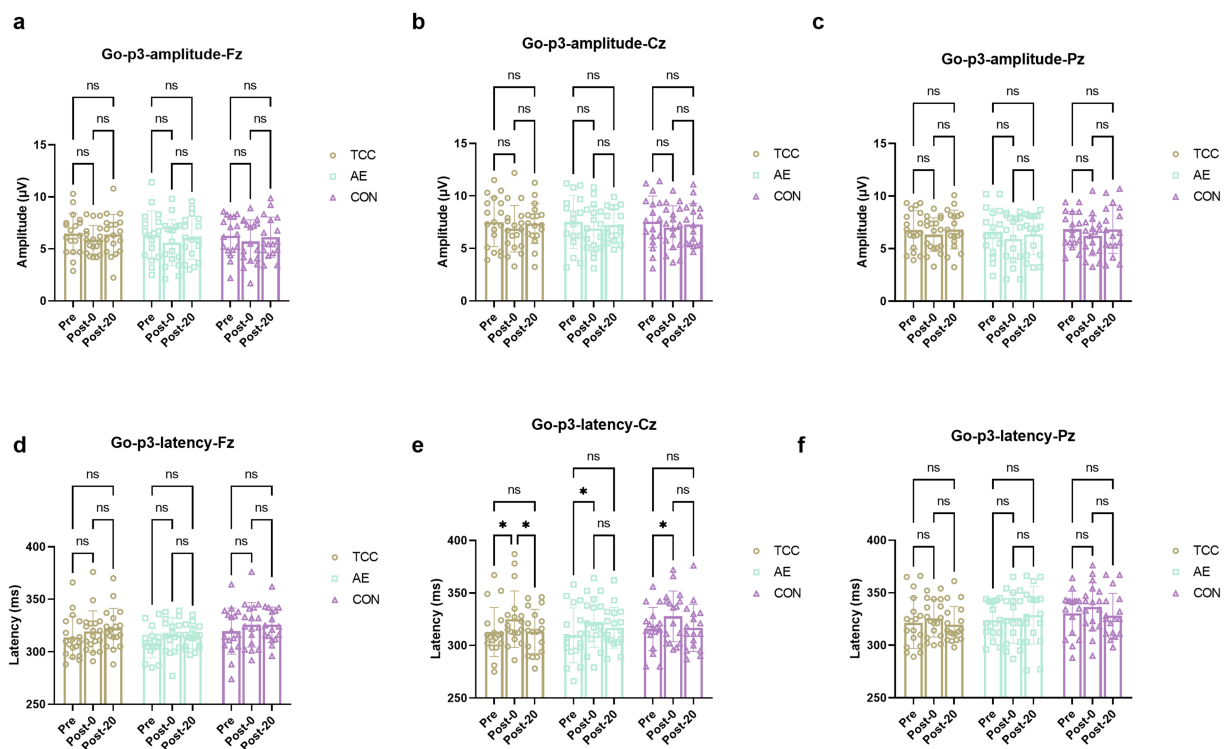 a
Go-p3-amplitude-Fz
ns ns ns
ns ns ns
ns ns ns
Amplitude (μV)
15
10
5
0
Pre Post-0 Post-20 Pre Post-0 Post-20 Pre Post-0 Post-20
TCC
AE
CON
b
Go-p3-amplitude-Cz
ns ns ns
ns ns ns
ns ns ns
Amplitude (μV)
15
10
5
0
Pre Post-0 Post-20 Pre Post-0 Post-20 Pre Post-0 Post-20
TCC
AE
CON
c
Go-p3-amplitude-Pz
ns ns ns
ns ns ns
ns ns ns
Amplitude (μV)
15
10
5
0
Pre Post-0 Post-20 Pre Post-0 Post-20 Pre Post-0 Post-20
TCC
AE
CON
d
Go-p3-latency-Fz
ns ns ns
ns ns ns
ns ns ns
Latency (ms)
400
350
300
250
Pre Post-0 Post-20 Pre Post-0 Post-20 Pre Post-0 Post-20
TCC
AE
CON
e
Go-p3-latency-Cz
ns ns
ns * ns
* * ns *
Latency (ms)
400
350
300
250
Pre Post-0 Post-20 Pre Post-0 Post-20 Pre Post-0 Post-20
TCC
AE
CON
f
Go-p3-latency-Pz
ns ns ns
ns ns ns
ns ns ns
Latency (ms)
400
350
300
250
Pre Post-0 Post-20 Pre Post-0 Post-20 Pre Post-0 Post-20
TCC
AE
CON